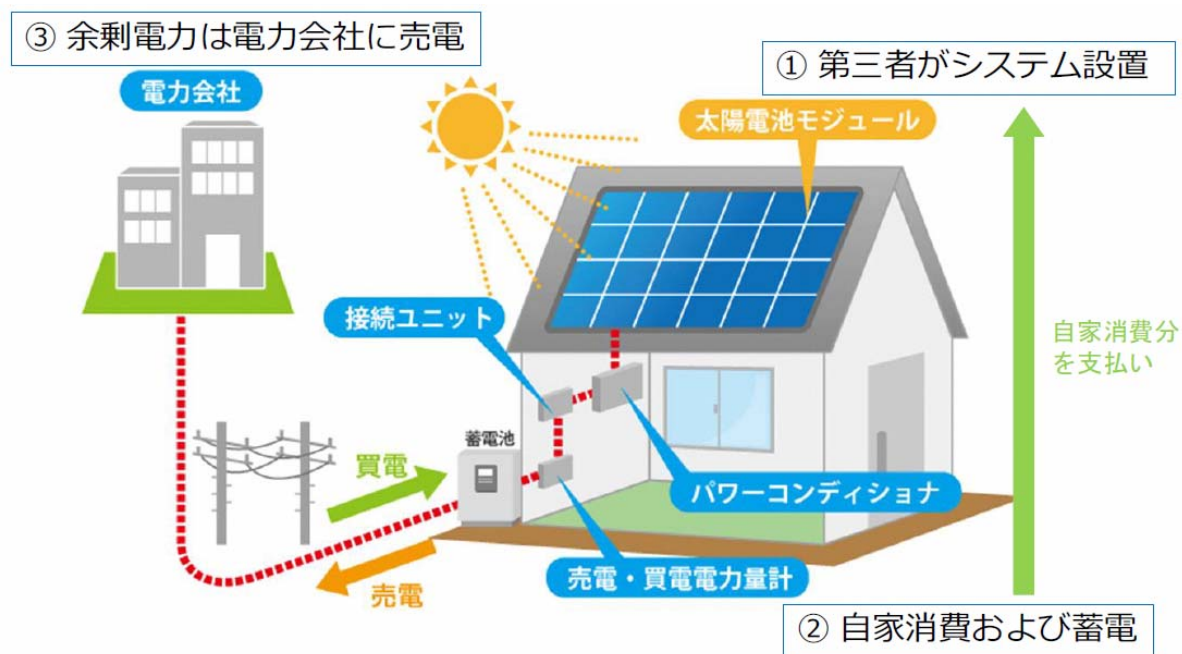 ③ 余剰電力は電力会社に売電
① 第三者がシステム設置
電力会社
太陽電池モジュール
接続ユニット
自家消費分
を支払い
蓄電池
買電
パワーコンディショナ
売電・買電電力量計
売電
② 自家消費および蓄電